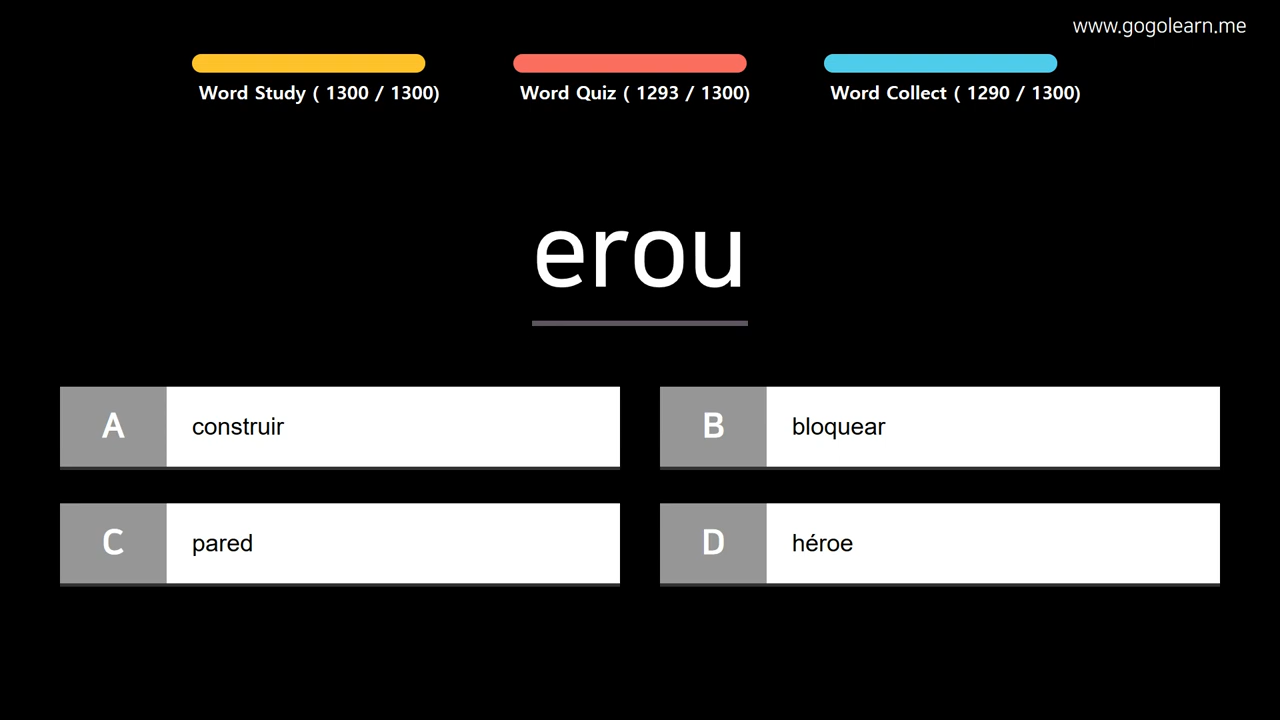 www.gogolearn.me
Word Study ( 1300 / 1300)
Word Quiz ( 1293 / 1300)
Word Collect ( 1290 / 1300)
erou
A construir
B bloquear
C pared
D héroe